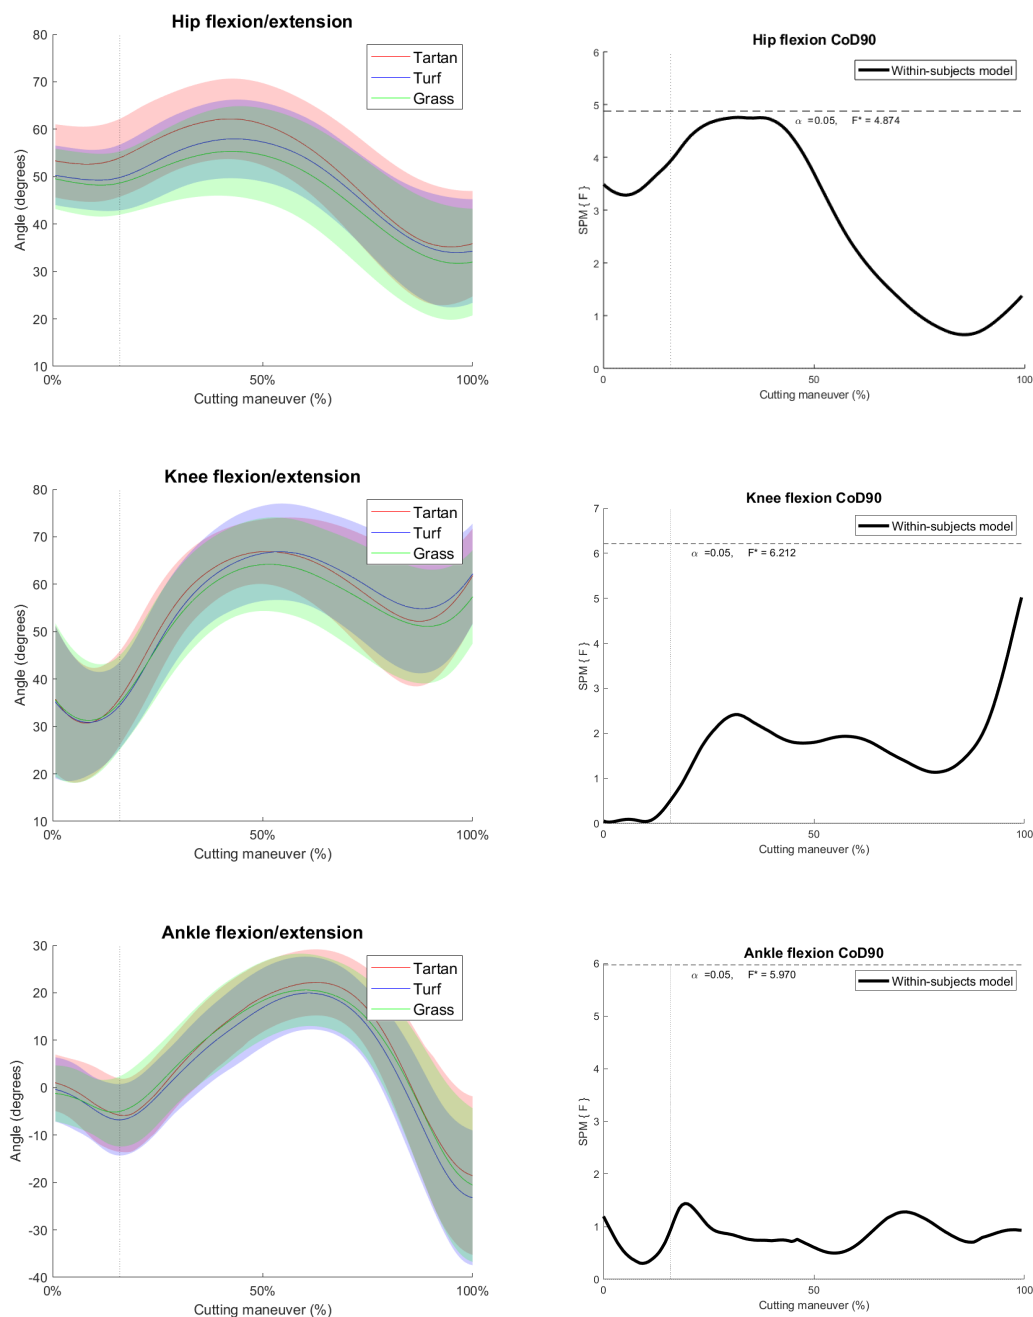 Hip flexion/extension
Tartan
Turf
Grass
80
70
60
50
40
30
20
10
0%
50%
100%
Angle (degrees)
Cutting maneuver (%)
Hip flexion CoD90
Within-subjects model
α =0.05, F* = 4.874
6
5
4
3
2
1
0
0
50
100
SPM { F }
Cutting maneuver (%)
Knee flexion/extension
Tartan
Turf
Grass
80
70
60
50
40
30
20
10
0%
50%
100%
Angle (degrees)
Cutting maneuver (%)
Knee flexion CoD90
Within-subjects model
α =0.05, F* = 6.212
7
6
5
4
3
2
1
0
0
50
100
SPM { F }
Cutting maneuver (%)
Ankle flexion/extension
Tartan
Turf
Grass
30
20
10
0
-10
-20
-30
-40
0%
50%
100%
Angle (degrees)
Cutting maneuver (%)
Ankle flexion CoD90
Within-subjects model
α =0.05, F* = 5.970
6
5
4
3
2
1
0
0
50
100
SPM { F }
Cutting maneuver (%)